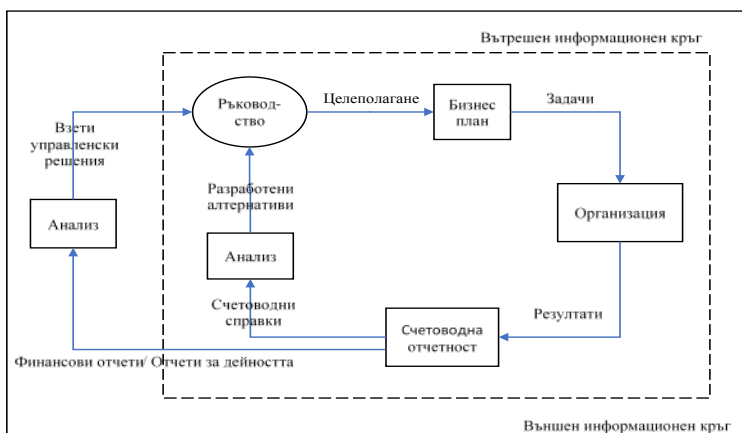 Вътрешен информационен кръг
Ръковод-
ство
Целеполагане
Бизнес
план
Задачи
Взети
управленски
решения
Разработени
алтернативи
Анализ
Организация
Анализ
Счетоводни
справки
Счетоводна
отчетност
Резултати
Финансови отчети/ Отчети за дейността
Външен информационен кръг